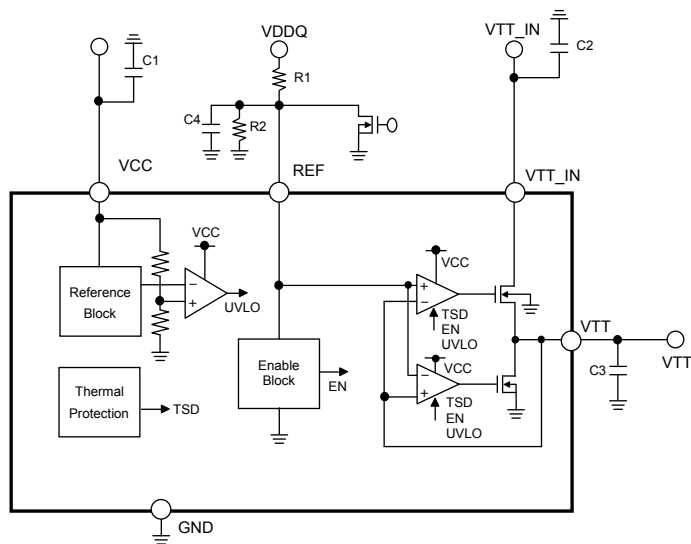 VDDQ
VTT_IN
C1
C2
R1
C4
R2
VCC
REF
VTT_IN
VCC
VCC
Reference
Block
−
+
UVLO
+
−
VTT
TSD
EN
UVLO
VTT
Enable
Block
EN
VCC
−
+
C3
Thermal
Protection
TSD
TSD
EN
UVLO
GND